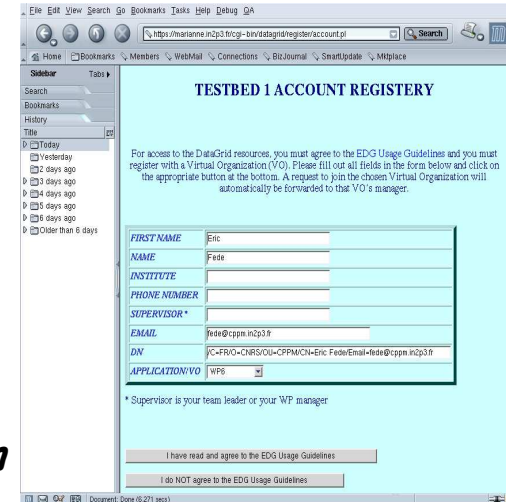 File Edit View Search Go Bookmarks Tasks Help Debug QA
https://marianne.in2p3.fr/cgi-bin/datagrid/register/account.pl Search
Home Bookmarks Members WebMail Connections BizJournal SmartUpdate Mktplace
Sidebar Tabs
Search
Bookmarks
History
Title
Today
Yesterday
2 days ago
3 days ago
4 days ago
5 days ago
6 days ago
Older than 6 days
TESTBED 1 ACCOUNT REGISTERY
For access to the DataGrid resources, you must agree to the EDG Usage Guidelines and you must
register with a Virtual Organization (VO). Please fill out all fields in the form below and click on
the appropriate button at the bottom. A request to join the chosen Virtual Organization will
automatically be forwarded to that VO's manager.
FIRST NAME Eric
NAME Fede
INSTITUTE
PHONE NUMBER
SUPERVISOR *
EMAIL fede@cppm.in2p3.fr
DN /C=FR/O=CNRS/OU=CPPM/CN=Eric Fede/Email=fede@cppm.in2p3.fr
APPLICATION/VO WP6
* Supervisor is your team leader or your WP manager
I have read and agree to the EDG Usage Guidelines
I do NOT agree to the EDG Usage Guidelines
Document: Done (6.271 secs)